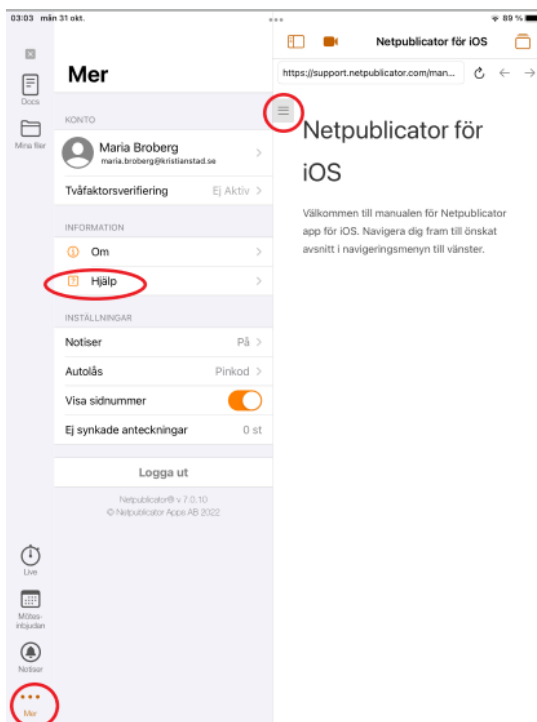 03:03 mån 31 okt.
89 %
Docs
Mina filer
Mer
KONTO
Maria Broberg
maria.broberg@kristianstad.se
Tvåfaktorsverifiering Ej Aktiv
INFORMATION
Om
Hjälp
INSTÄLLNINGAR
Notiser På
Autolås Pinkod
Visa sidnummer
Ej synkade anteckningar 0 st
Logga ut
Netpublicator® v 7.0.10
© Netpublicator Apps AB 2022
Live
Mötes-
inbjudan
Notiser
Mer
Netpublicator för iOS
https://support.netpublicator.com/man...
Netpublicator för
iOS
Välkommen till manualen för Netpublicator
app för iOS. Navigera dig fram till önskat
avsnitt i navigeringsmenyn till vänster.